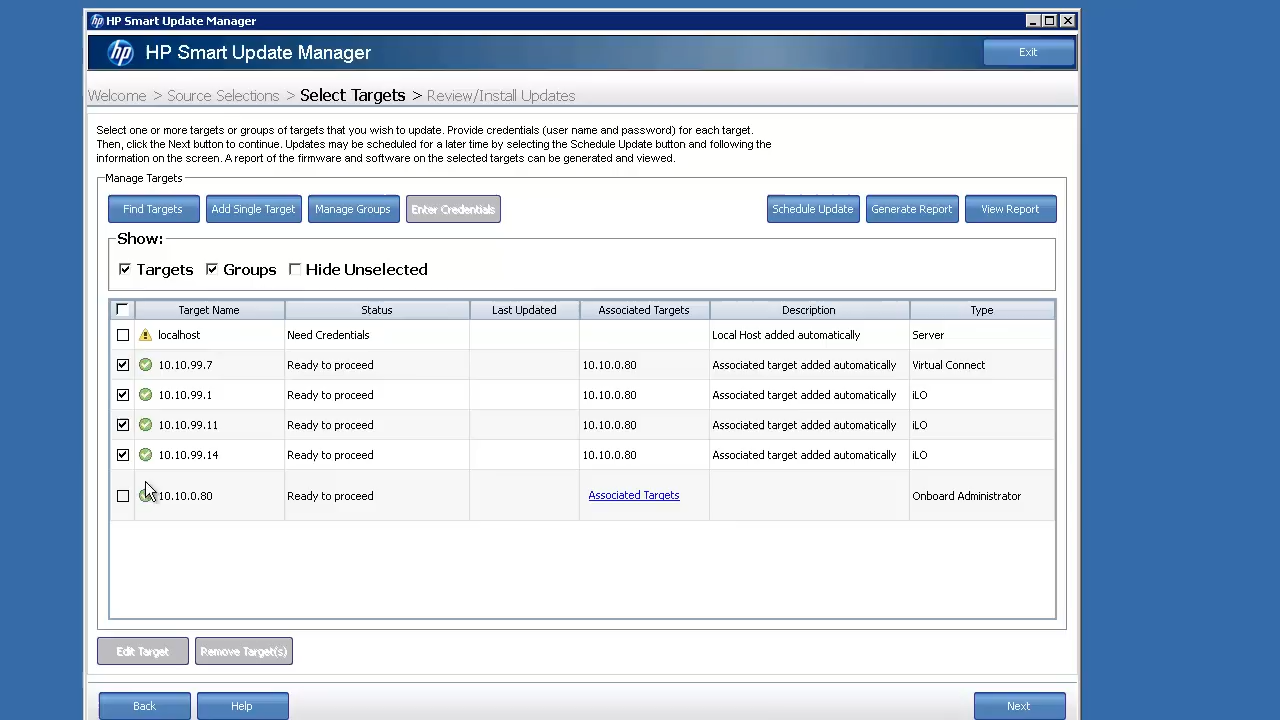 HP Smart Update Manager
HP Smart Update Manager
Exit
Welcome > Source Selections > Select Targets > Review/Install Updates
Select one or more targets or groups of targets that you wish to update. Provide credentials (user name and password) for each target.
Then, click the Next button to continue. Updates may be scheduled for a later time by selecting the Schedule Update button and following the
information on the screen. A report of the firmware and software on the selected targets can be generated and viewed.
Manage Targets
Find Targets Add Single Target Manage Groups Enter Credentials Schedule Update Generate Report View Report
Show:
Targets Groups Hide Unselected
Target Name Status Last Updated Associated Targets Description Type
localhost Need Credentials Local Host added automatically Server
10.10.99.7 Ready to proceed 10.10.0.80 Associated target added automatically Virtual Connect
10.10.99.1 Ready to proceed 10.10.0.80 Associated target added automatically iLO
10.10.99.11 Ready to proceed 10.10.0.80 Associated target added automatically iLO
10.10.99.14 Ready to proceed 10.10.0.80 Associated target added automatically iLO
10.10.0.80 Ready to proceed Associated Targets Onboard Administrator
Edit Target Remove Target(s)
Back Help Next